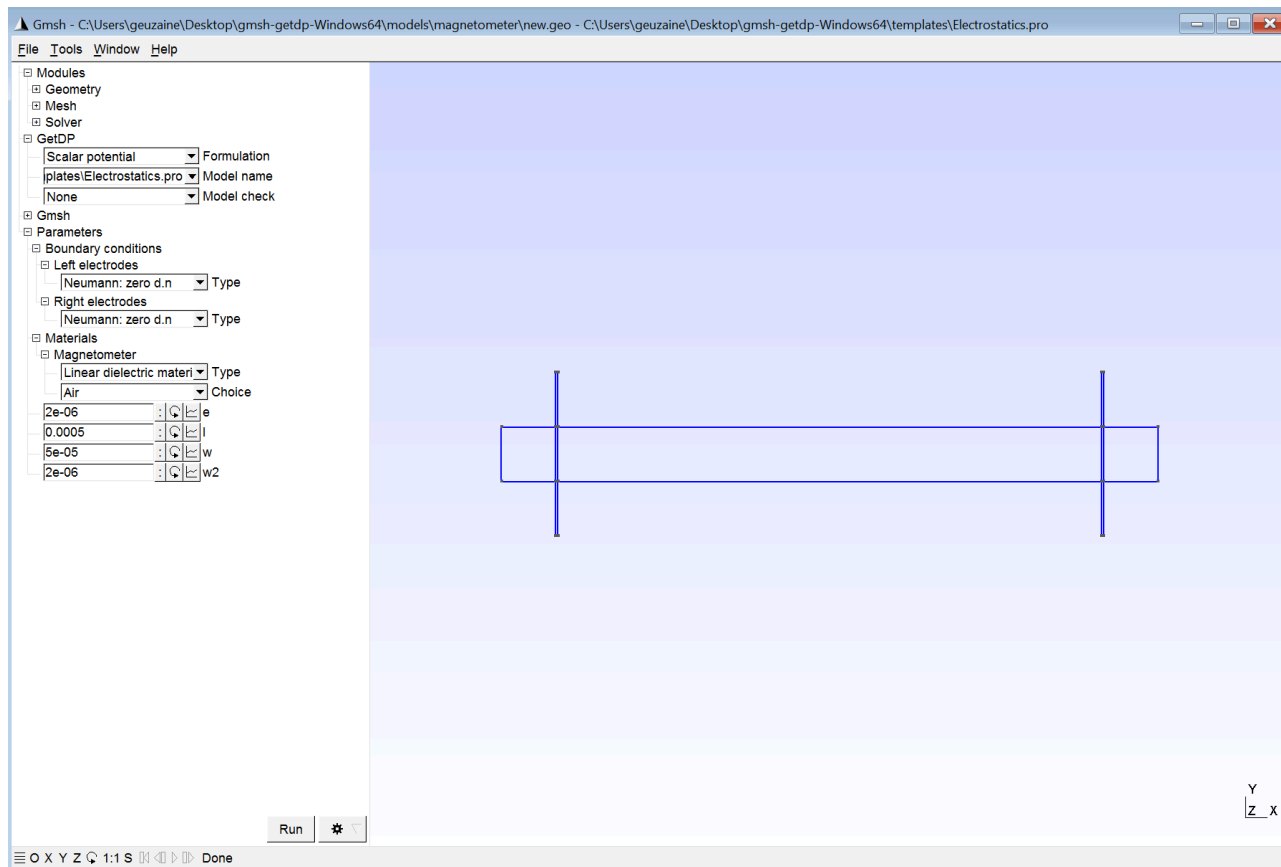 Gmsh - C:\Users\geuzaine\Desktop\gmsh-getdp-Windows64\models\magnetometer\new.geo - C:\Users\geuzaine\Desktop\gmsh-getdp-Windows64\templates\Electrostatics.pro
File Tools Window Help
Modules
Geometry
Mesh
Solver
GetDP
Scalar potential Formulation
plates\Electrostatics.pro Model name
None Model check
Gmsh
Parameters
Boundary conditions
Left electrodes
Neumann: zero d.n Type
Right electrodes
Neumann: zero d.n Type
Materials
Magnetometer
Linear dielectric materi Type
Air Choice
2e-06 : e
0.0005 : l
5e-05 : w
2e-06 : w2
Y
Z X
Run
O X Y Z 1:1 S Done